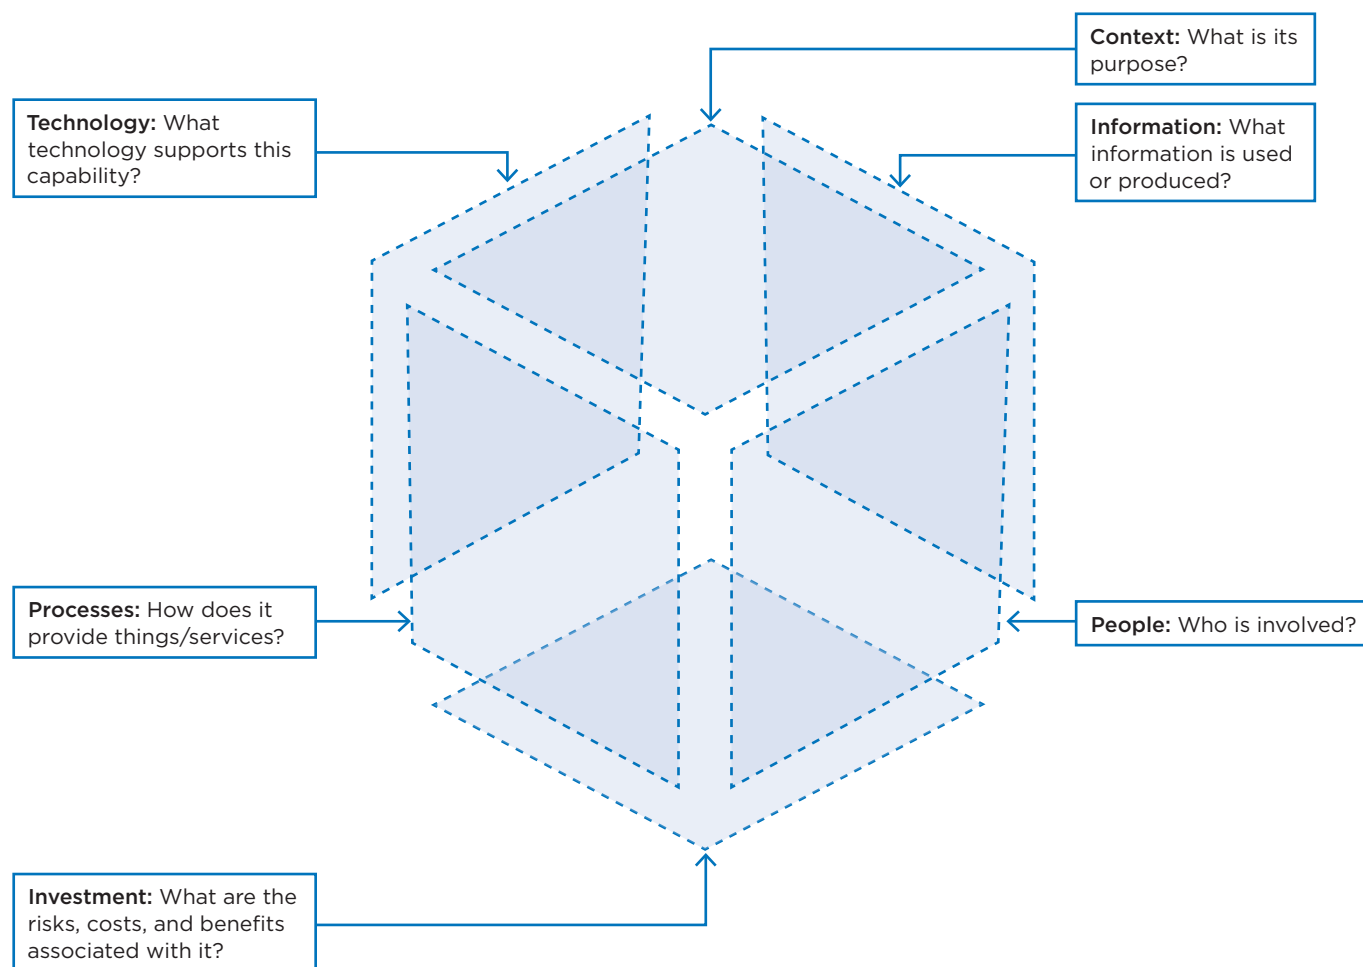 Context: What is its
purpose?
Technology: What
technology supports this
capability?
Information: What
information is used
or produced?
Processes: How does it
provide things/services?
People: Who is involved?
Investment: What are the
risks, costs, and benefits
associated with it?